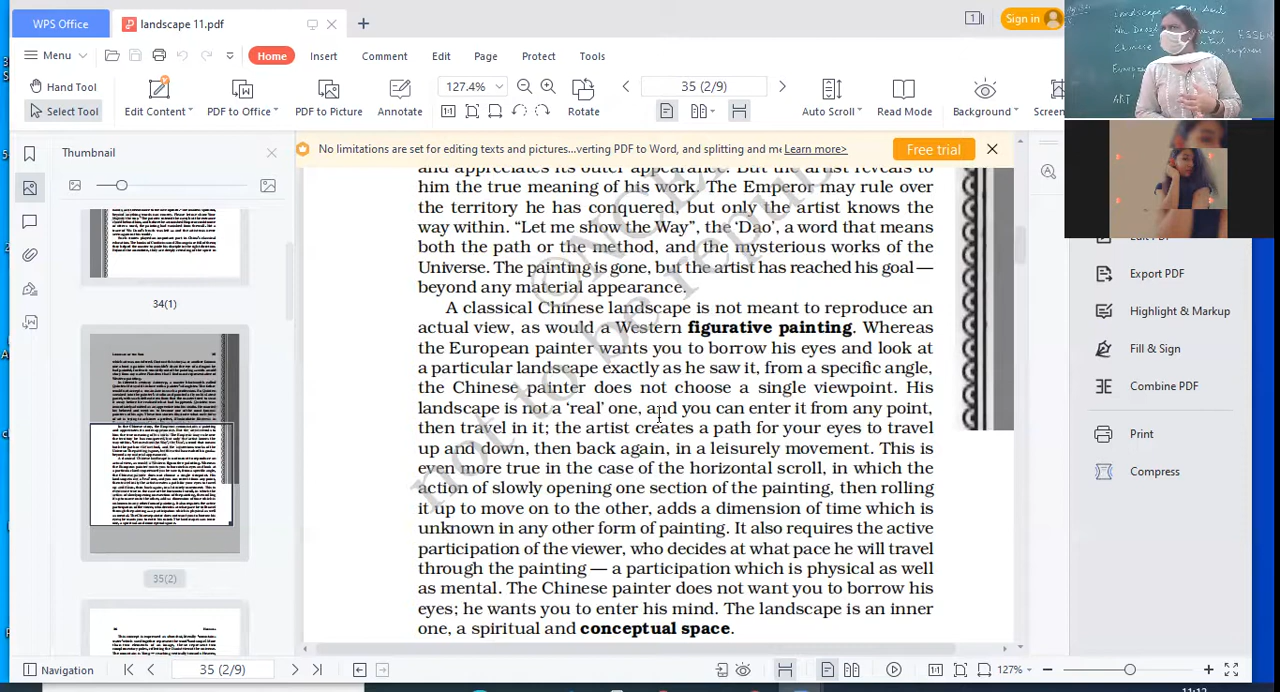 WPS Office
landscape 11.pdf
Sign in
Menu
Home
Insert
Comment
Edit
Page
Protect
Tools
Hand Tool
Select Tool
Edit Content
PDF to Office
PDF to Picture
Annotate
127.4%
Rotate
35 (2/9)
Auto Scroll
Read Mode
Background
Screen
Thumbnail
No limitations are set for editing texts and pictures...verting PDF to Word, and splitting and me
Learn more>
Free trial
and appreciates its outer appearance. But the artist reveals to
him the true meaning of his work. The Emperor may rule over
the territory he has conquered, but only the artist knows the
way within. “Let me show the Way”, the ‘Dao’, a word that means
both the path or the method, and the mysterious works of the
Universe. The painting is gone, but the artist has reached his goal —
beyond any material appearance.
A classical Chinese landscape is not meant to reproduce an
actual view, as would a Western figurative painting. Whereas
the European painter wants you to borrow his eyes and look at
a particular landscape exactly as he saw it, from a specific angle,
the Chinese painter does not choose a single viewpoint. His
landscape is not a ‘real’ one, and you can enter it from any point,
then travel in it; the artist creates a path for your eyes to travel
up and down, then back again, in a leisurely movement. This is
even more true in the case of the horizontal scroll, in which the
action of slowly opening one section of the painting, then rolling
it up to move on to the other, adds a dimension of time which is
unknown in any other form of painting. It also requires the active
participation of the viewer, who decides at what pace he will travel
through the painting — a participation which is physical as well
as mental. The Chinese painter does not want you to borrow his
eyes; he wants you to enter his mind. The landscape is an inner
one, a spiritual and conceptual space.
34(1)
35(2)
Export PDF
Highlight & Markup
Fill & Sign
Combine PDF
Print
Compress
Navigation
35 (2/9)
127%